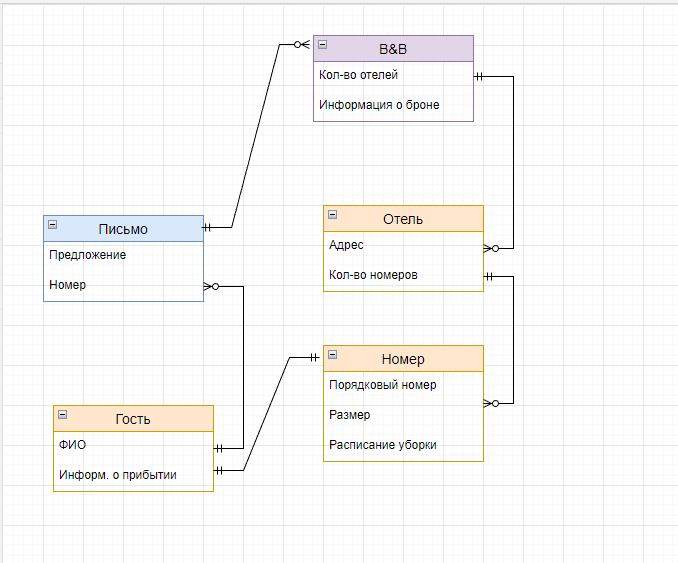 B&B
Кол-во отелей
Информация о броне
Письмо
Предложение
Номер
Отель
Адрес
Кол-во номеров
Номер
Порядковый номер
Размер
Расписание уборки
Гость
ФИО
Информ. о прибытии